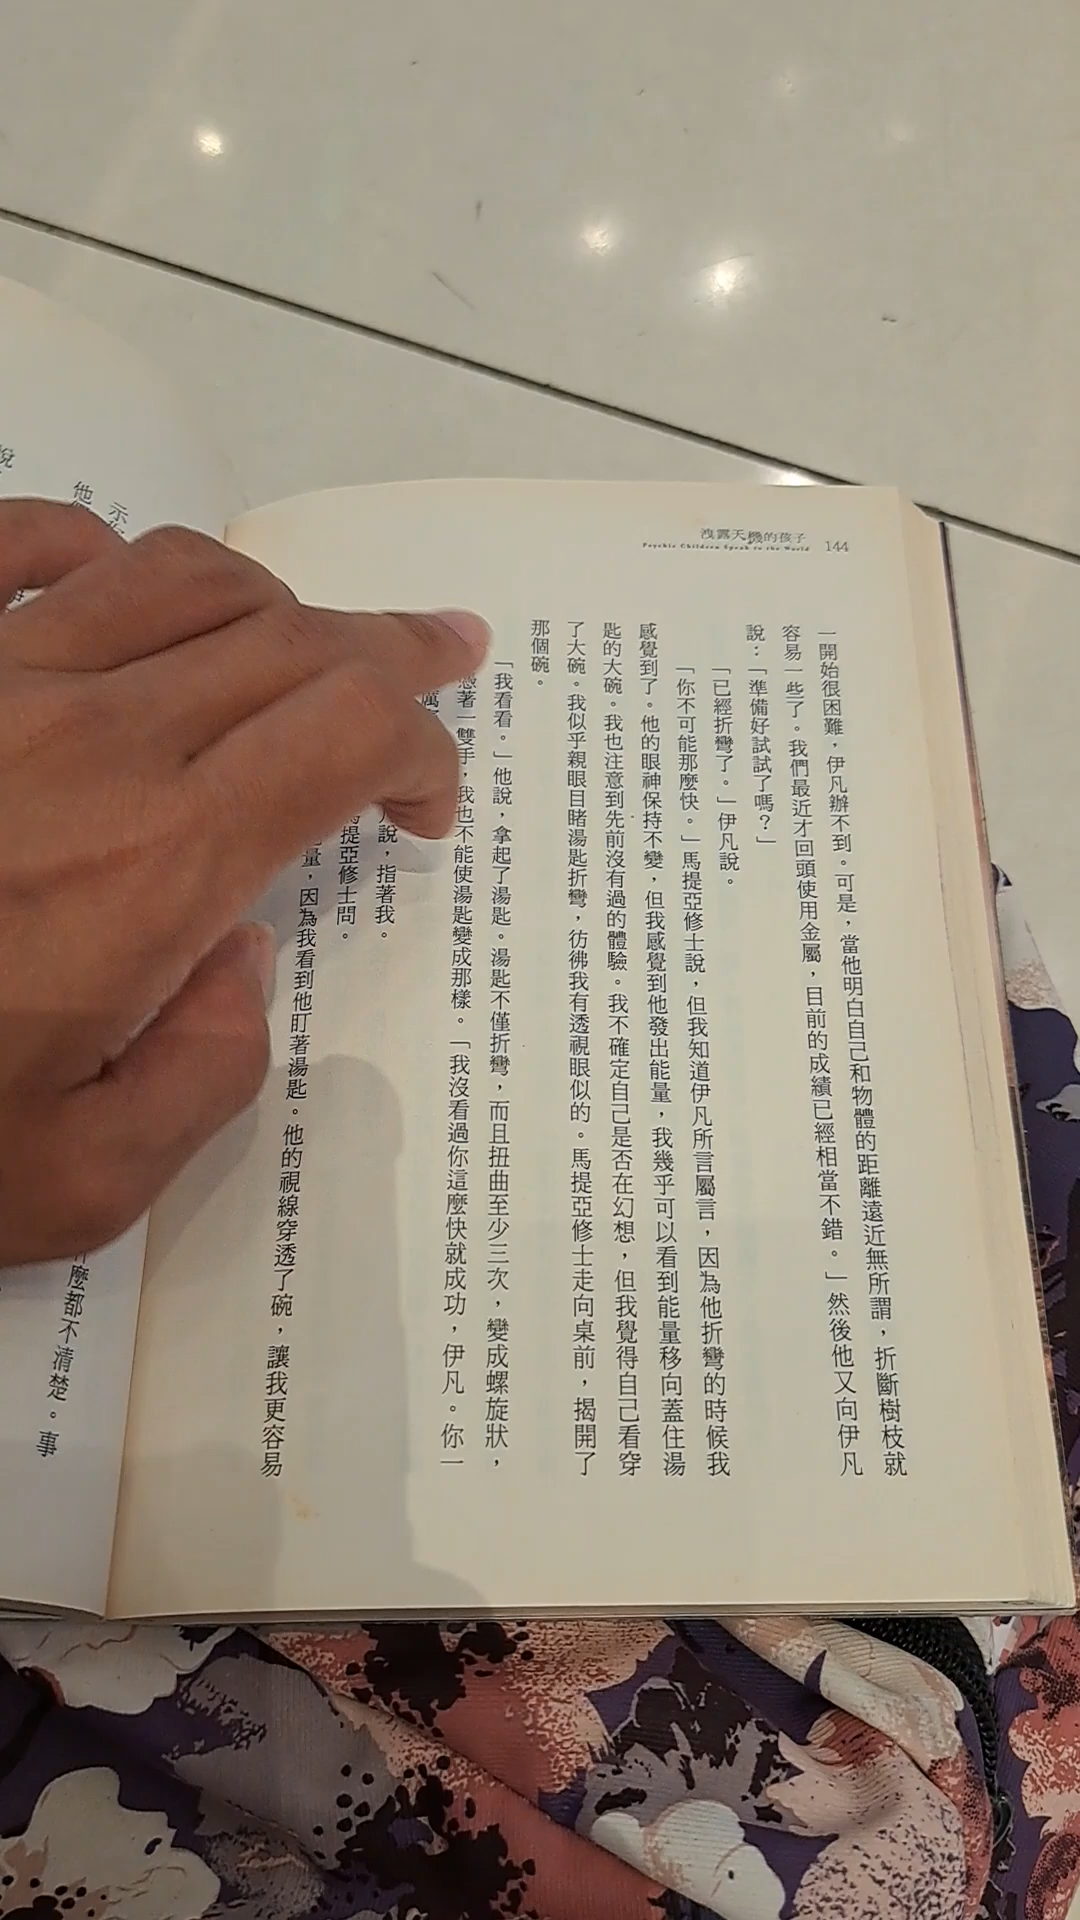 洩露天機的孩子
Psychic Children Speak to the World
144
一開始很困難，伊凡辦不到。可是，當他明白自己和物體的距離遠近無所謂，折斷樹枝就
容易一些了。我們最近才回頭使用金屬，目前的成績已經相當不錯。」然後他又向伊凡
說：「準備好試試了嗎？」
「已經折彎了。」伊凡說。
「你不可能那麼快。」馬提亞修士說，但我知道伊凡所言屬言，因為他折彎的時候我
感覺到了。他的眼神保持不變，但我感覺到他發出能量，我幾乎可以看到能量移向蓋住湯
匙的大碗。我也注意到先前沒有過的體驗。我不確定自己是否在幻想，但我覺得自己看穿
了大碗。我似乎親眼目睹湯匙折彎，彷彿我有透視眼似的。馬提亞修士走向桌前，揭開了
那個碗。
「我看看。」他說，拿起了湯匙。湯匙不僅折彎，而且扭曲至少三次，變成螺旋狀，
憑著一雙手，我也不能使湯匙變成那樣。「我沒看過你這麼快就成功，伊凡。你一
厲害
說，指著我。
馬提亞修士問。
量，因為我看到他盯著湯匙。他的視線穿透了碗，讓我更容易
示
他
說
麼都不清楚。事